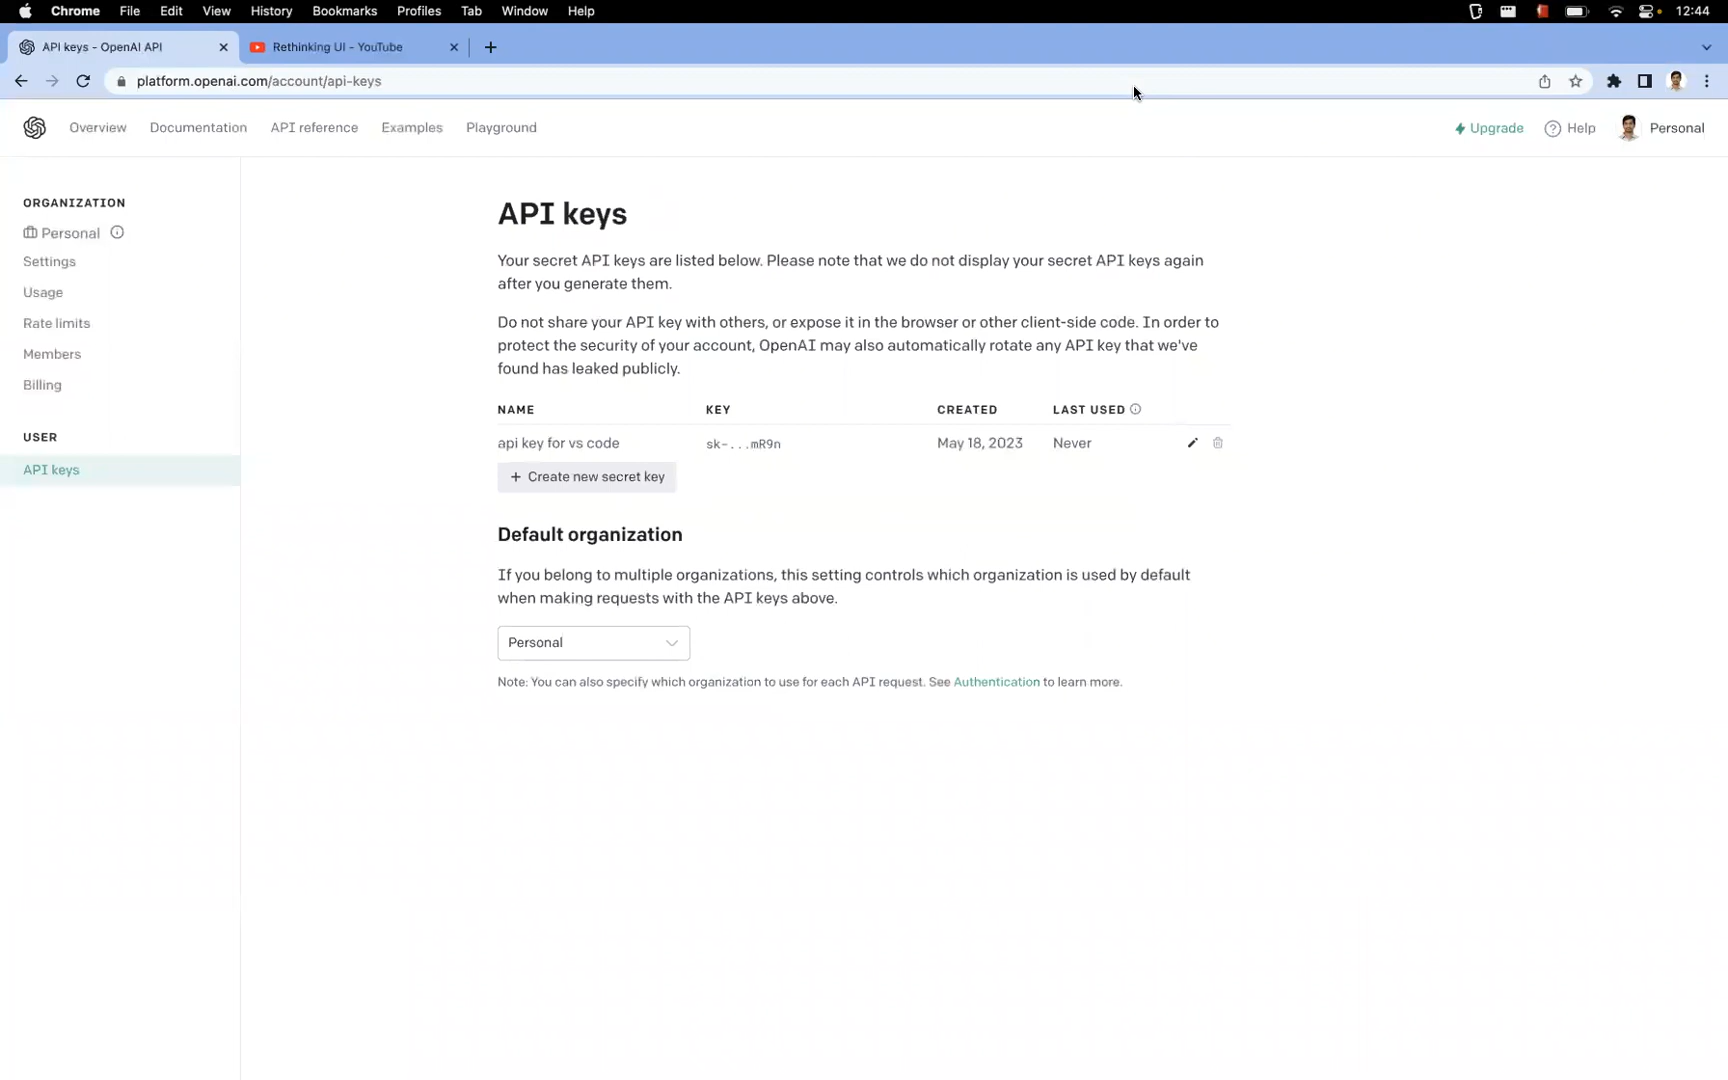 Chrome File Edit View History Bookmarks Profiles Tab Window Help 12:44
API keys - OpenAI API Rethinking UI - YouTube
platform.openai.com/account/api-keys
Overview Documentation API reference Examples Playground Upgrade Help Personal
ORGANIZATION
Personal
Settings
Usage
Rate limits
Members
Billing
USER
API keys
API keys
Your secret API keys are listed below. Please note that we do not display your secret API keys again
after you generate them.
Do not share your API key with others, or expose it in the browser or other client-side code. In order to
protect the security of your account, OpenAI may also automatically rotate any API key that we've
found has leaked publicly.
NAME KEY CREATED LAST USED
api key for vs code sk-...mR9n May 18, 2023 Never
+ Create new secret key
Default organization
If you belong to multiple organizations, this setting controls which organization is used by default
when making requests with the API keys above.
Personal
Note: You can also specify which organization to use for each API request. See Authentication to learn more.